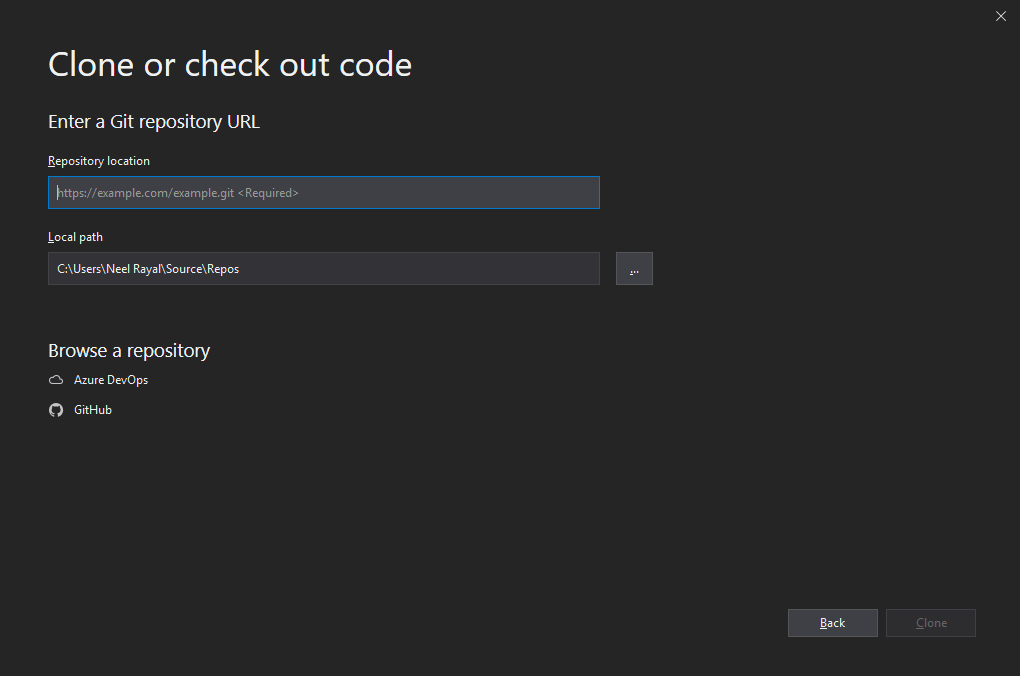 Clone or check out code
Enter a Git repository URL
Repository location
https://example.com/example.git <Required>
Local path
C:\Users\Neel Rayal\Source\Repos
...
Browse a repository
Azure DevOps
GitHub
Back
Clone